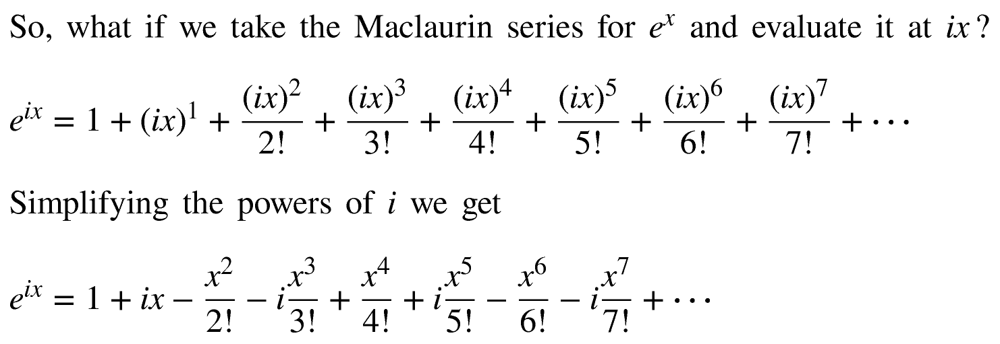 So, what if we take the Maclaurin series for $e^x$ and evaluate it at $ix$?
$e^{ix} = 1 + (ix)^1 + \frac{(ix)^2}{2!} + \frac{(ix)^3}{3!} + \frac{(ix)^4}{4!} + \frac{(ix)^5}{5!} + \frac{(ix)^6}{6!} + \frac{(ix)^7}{7!} + \cdots$
Simplifying the powers of $i$ we get
$e^{ix} = 1 + ix - \frac{x^2}{2!} - i\frac{x^3}{3!} + \frac{x^4}{4!} + i\frac{x^5}{5!} - \frac{x^6}{6!} - i\frac{x^7}{7!} + \cdots$